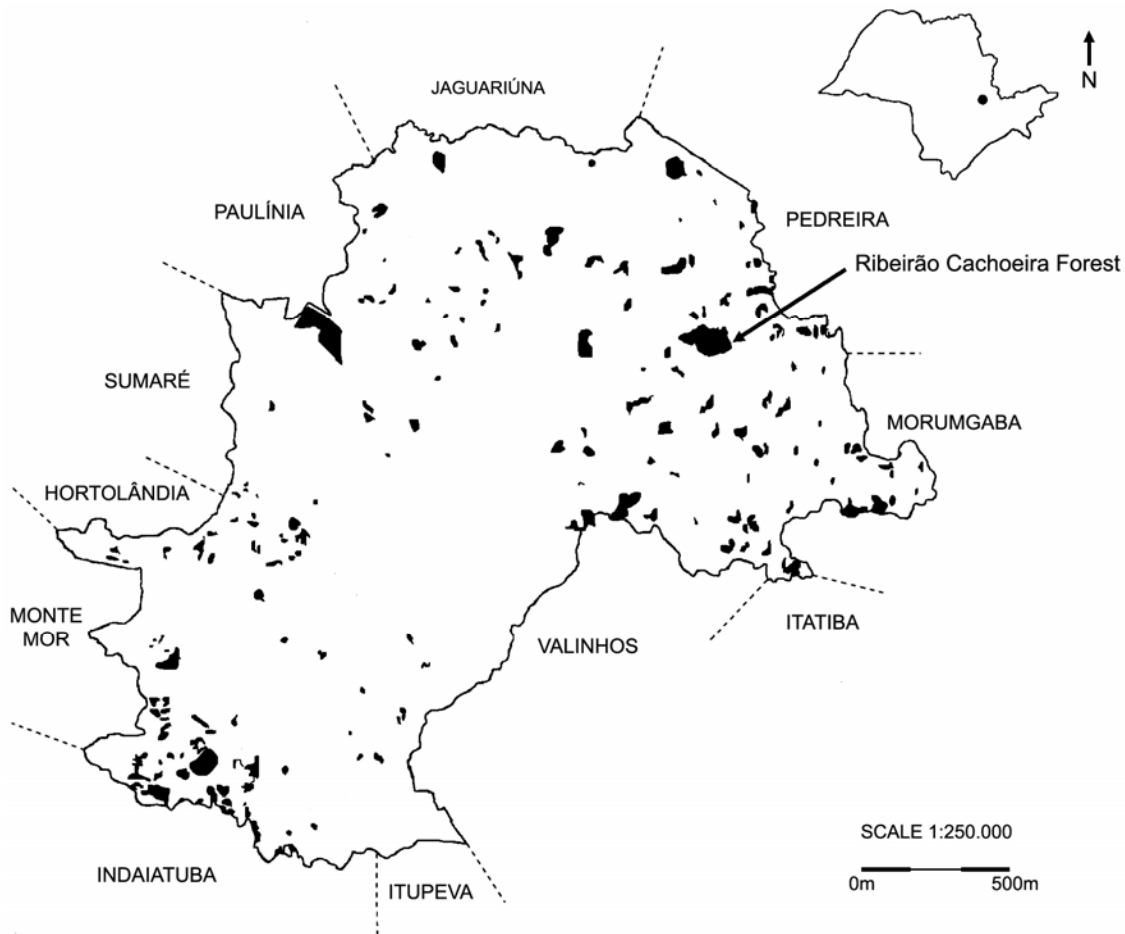 JAGUARIÚNA
N
PAULÍNIA
PEDREIRA
Ribeirão Cachoeira Forest
SUMARÉ
MORUMGABA
HORTOLÂNDIA
MONTE
MOR
VALINHOS
ITATIBA
SCALE 1:250.000
0m 500m
INDAIATUBA
ITUPEVA